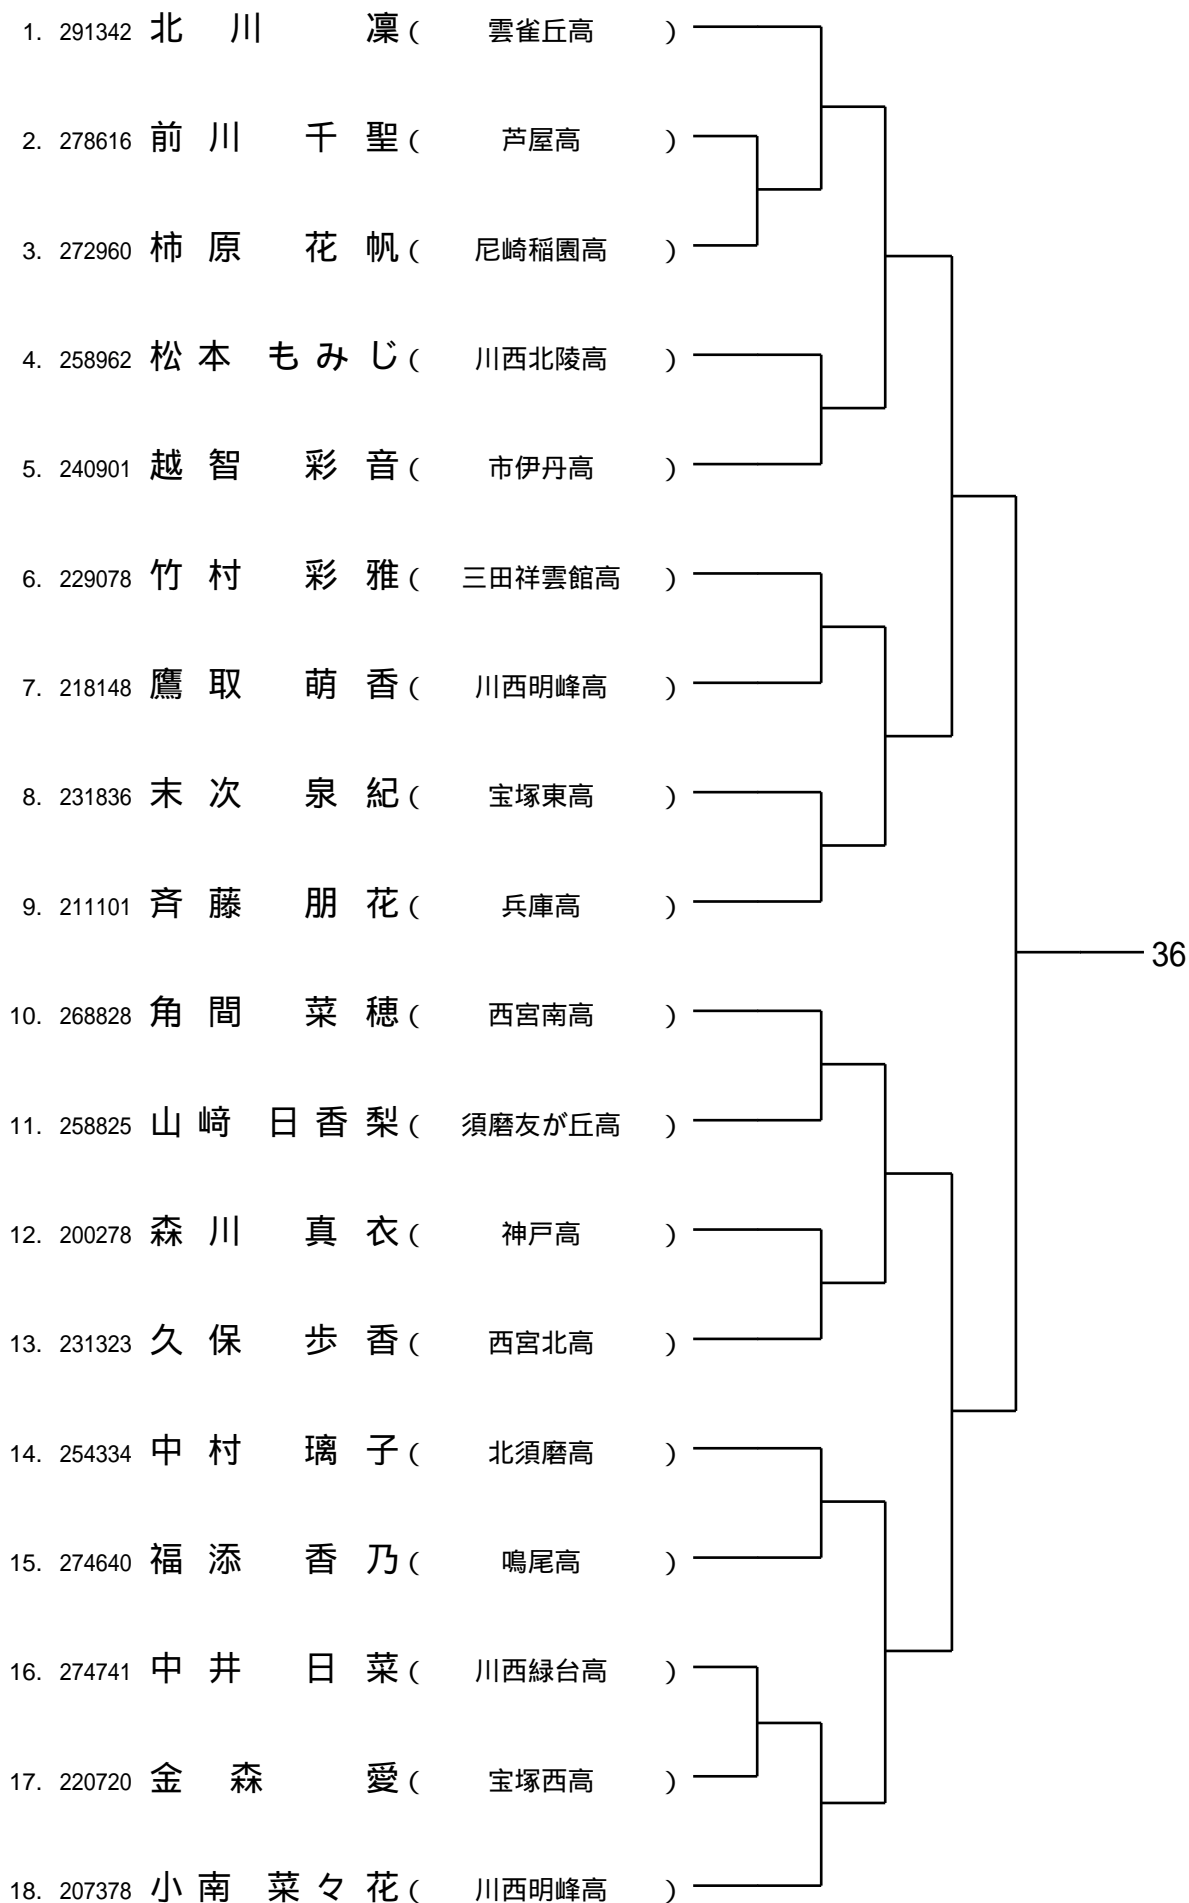 1. 291342 北川 凜 ( 雲雀丘高 )
2. 278616 前川 千聖 ( 芦屋高 )
3. 272960 柿原 花帆 ( 尼崎稲園高 )
4. 258962 松本 もみじ ( 川西北陵高 )
5. 240901 越智 彩音 ( 市伊丹高 )
6. 229078 竹村 彩雅 ( 三田祥雲館高 )
7. 218148 鷹取 萌香 ( 川西明峰高 )
8. 231836 末次 泉紀 ( 宝塚東高 )
9. 211101 斉藤 朋花 ( 兵庫高 )
36
10. 268828 角間 菜穂 ( 西宮南高 )
11. 258825 山﨑 日香梨 ( 須磨友が丘高 )
12. 200278 森川 真衣 ( 神戸高 )
13. 231323 久保 歩香 ( 西宮北高 )
14. 254334 中村 璃子 ( 北須磨高 )
15. 274640 福添 香乃 ( 鳴尾高 )
16. 274741 中井 日菜 ( 川西緑台高 )
17. 220720 金森 愛 ( 宝塚西高 )
18. 207378 小南 菜々花 ( 川西明峰高 )